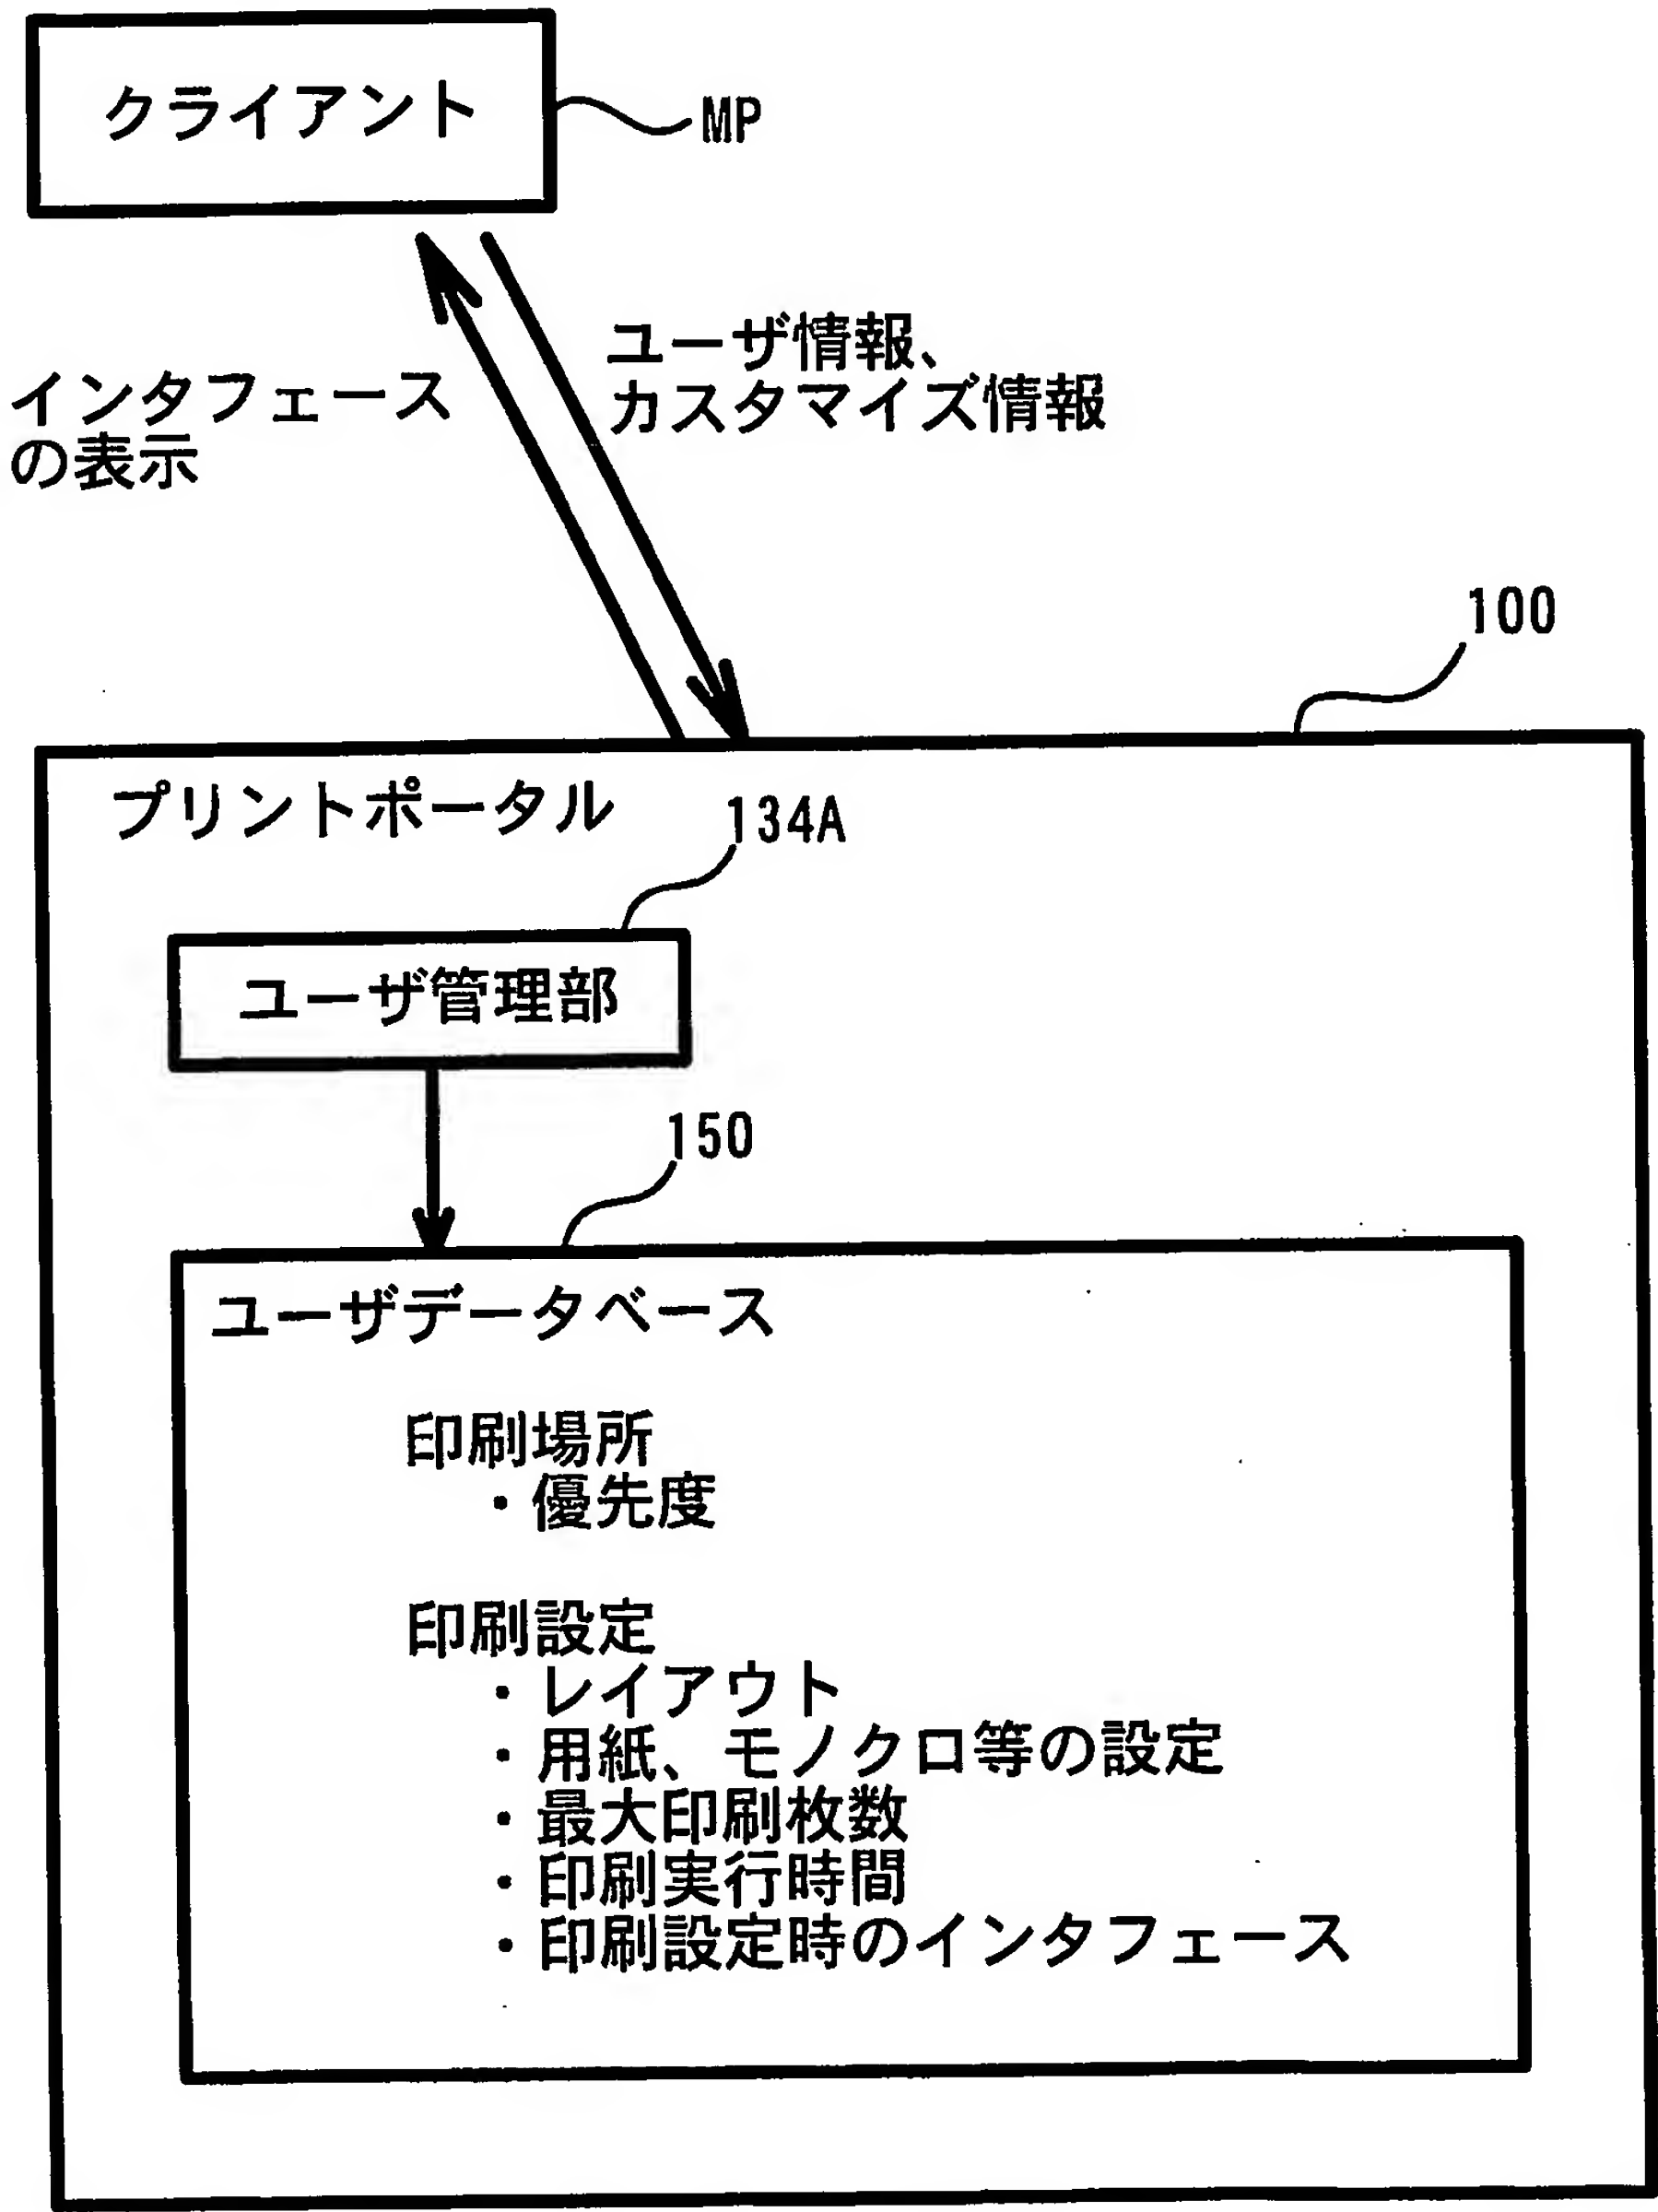 クライアント
MP
ユーザ情報、
カスタマイズ情報
インタフェース
の表示
100
プリントポータル
134A
ユーザ管理部
150
ユーザデータベース
印刷場所
・優先度
印刷設定
・レイアウト
・用紙、モノクロ等の設定
・最大印刷枚数
・印刷実行時間
・印刷設定時のインタフェース